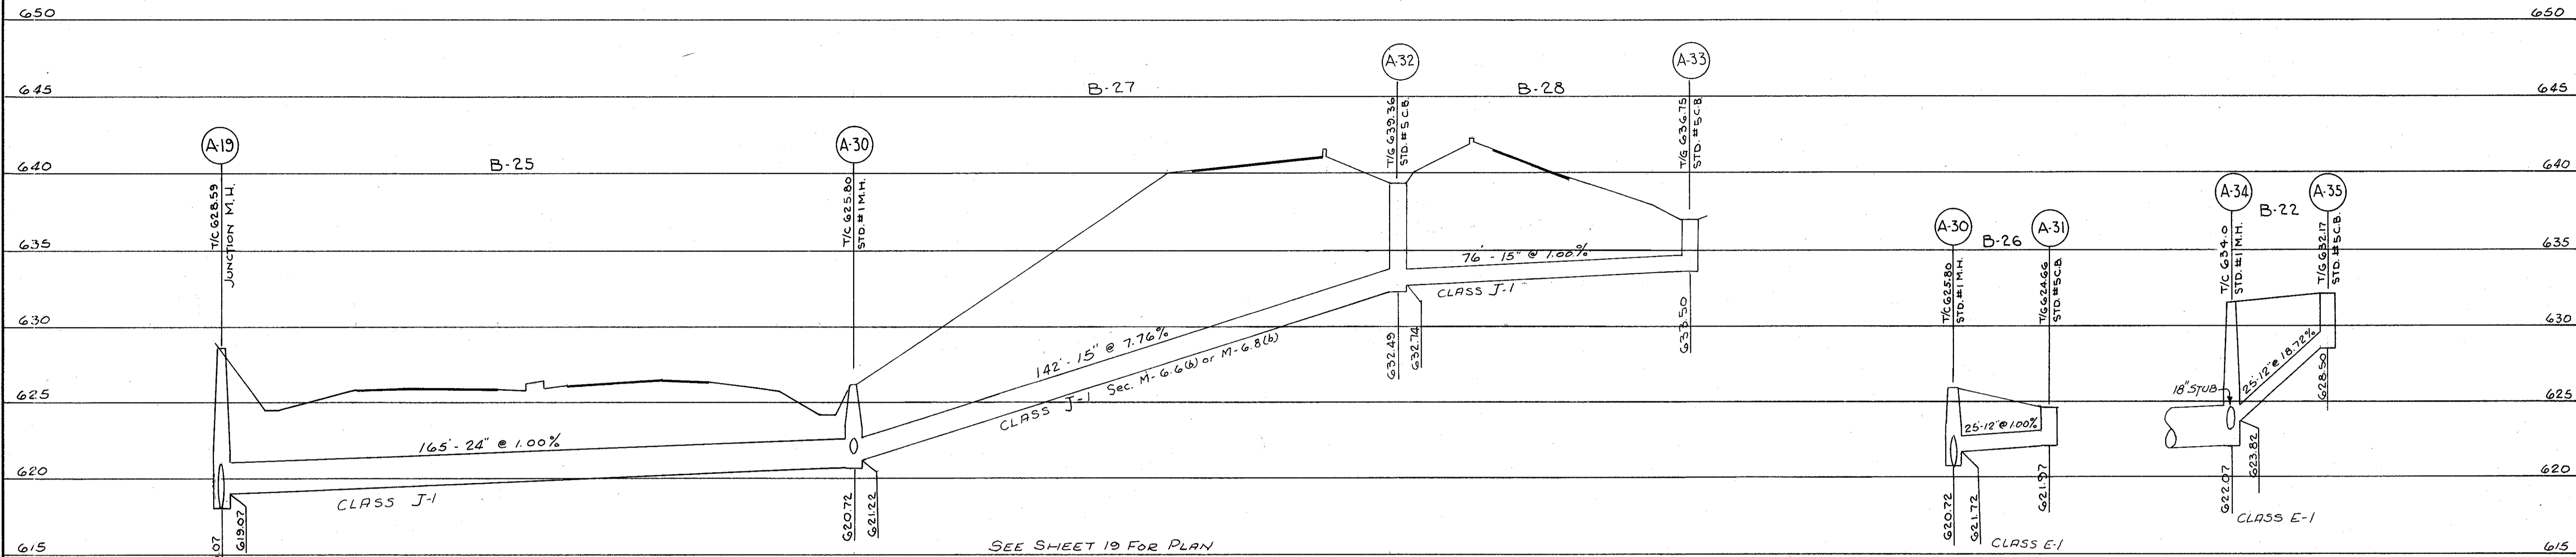 650
650
645
645
640
640
635
635
630
630
625
625
620
620
615
615
A-19
T/C 628.59
JUNCTION M.H.
B-25
A-30
T/C 625.80
STD. #1 M.H.
B-27
A-32
T/G 639.36
STD. #5 C.B.
B-28
A-33
T/G 636.75
STD. #5 C.B.
A-30
T/C 625.80
STD. #1 M.H.
B-26
A-31
T/G 624.66
STD. #5 C.B.
A-34
T/C 634.0
STD. #1 M.H.
B-22
A-35
T/G 632.17
STD. #5 C.B.
165' - 24" @ 1.00%
CLASS J-1
142' - 15" @ 7.76%
CLASS J-1 Sec. M-6.6(b) or M-6.8(b)
76' - 15" @ 1.00%
CLASS J-1
25'-12" @ 1.00%
18" STUB
25'-12" @ 18.72%
07
619.07
620.72
621.22
632.49
632.74
633.50
620.72
621.72
621.97
622.07
623.82
628.50
CLASS E-1
CLASS E-1
SEE SHEET 19 FOR PLAN